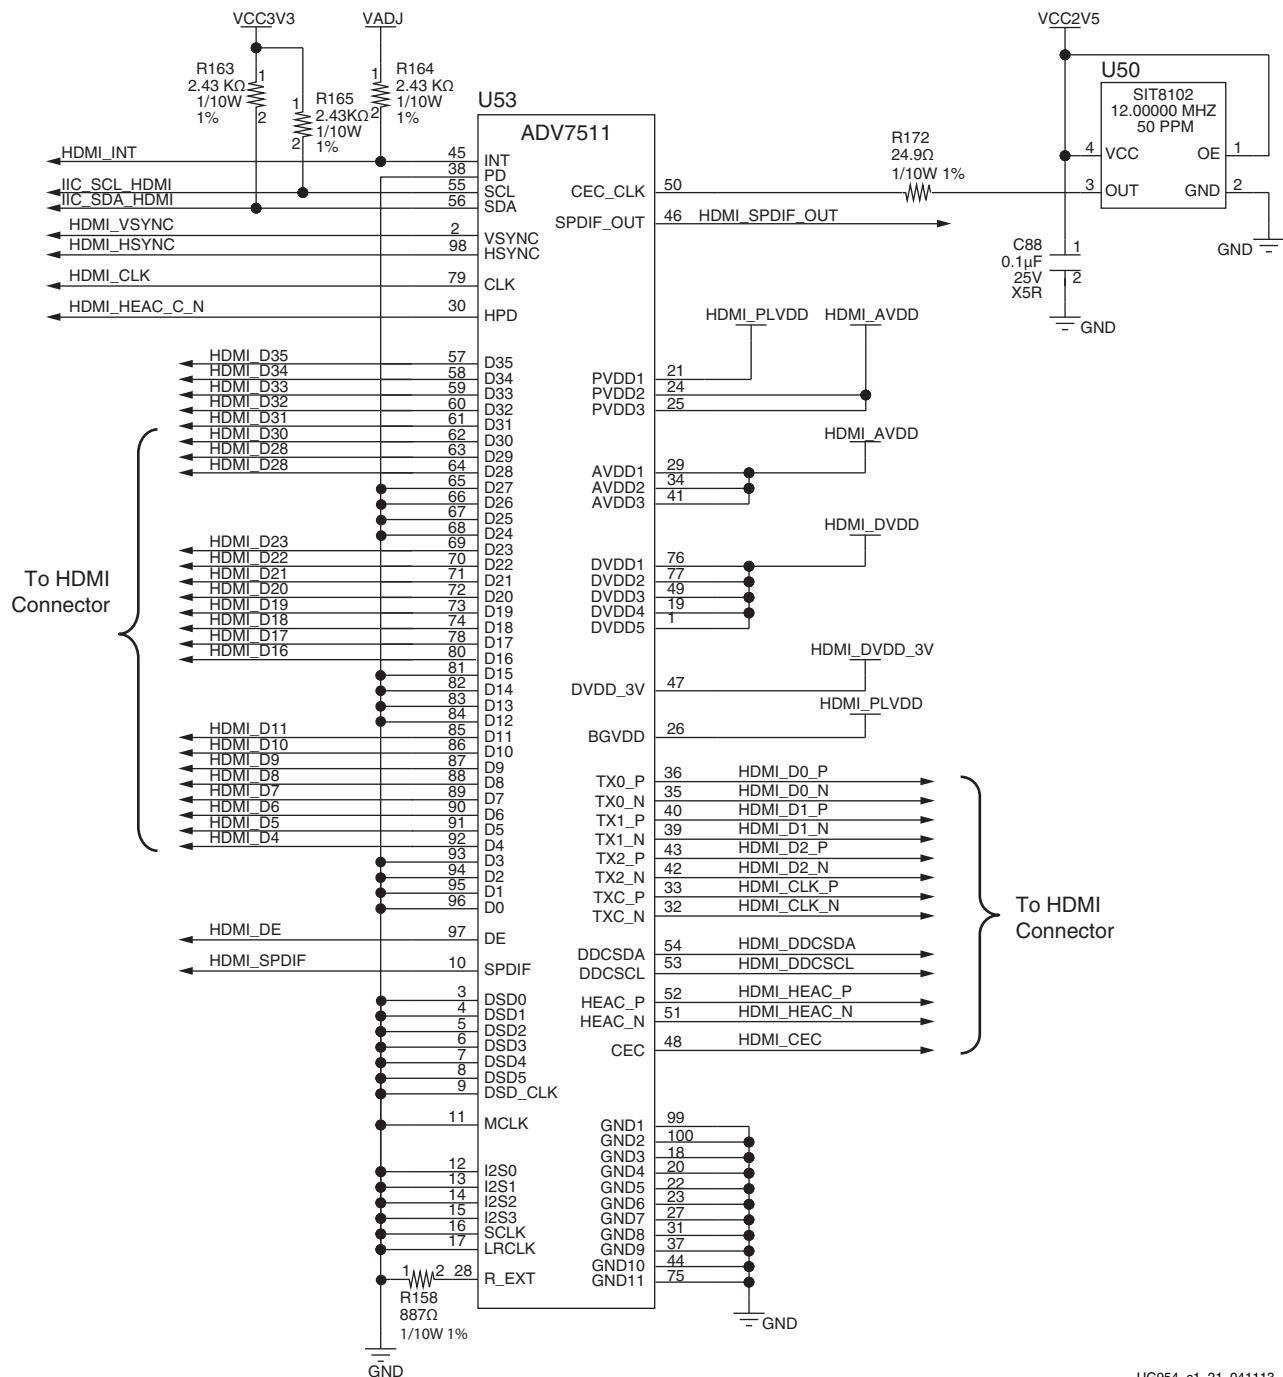 VCC3V3
VADJ
VCC2V5
R163
2.43 KΩ
1/10W
1%
1
2
R165
2.43KΩ
1/10W
1%
1
2
R164
2.43 KΩ
1/10W
1%
1
2
U53
ADV7511
U50
SIT8102
12.00000 MHZ
50 PPM
4 VCC
OE 1
3 OUT
GND 2
GND
R172
24.9Ω
1/10W 1%
C88
0.1µF
25V
X5R
1
2
GND
HDMI_INT 45 INT
38 PD
IIC_SCL_HDMI 55 SCL
IIC_SDA_HDMI 56 SDA
HDMI_VSYNC 2 VSYNC
HDMI_HSYNC 98 HSYNC
HDMI_CLK 79 CLK
HDMI_HEAC_C_N 30 HPD
HDMI_D35 57 D35
HDMI_D34 58 D34
HDMI_D33 59 D33
HDMI_D32 60 D32
HDMI_D31 61 D31
HDMI_D30 62 D30
HDMI_D28 63 D29
HDMI_D28 64 D28
65 D27
66 D26
67 D25
68 D24
HDMI_D23 69 D23
HDMI_D22 70 D22
HDMI_D21 71 D21
HDMI_D20 72 D20
HDMI_D19 73 D19
HDMI_D18 74 D18
HDMI_D17 78 D17
HDMI_D16 80 D16
81 D15
82 D14
83 D13
84 D12
HDMI_D11 85 D11
HDMI_D10 86 D10
HDMI_D9 87 D9
HDMI_D8 88 D8
HDMI_D7 89 D7
HDMI_D6 90 D6
HDMI_D5 91 D5
HDMI_D4 92 D4
93 D3
94 D2
95 D1
96 D0
To HDMI
Connector
HDMI_DE 97 DE
HDMI_SPDIF 10 SPDIF
3 DSD0
4 DSD1
5 DSD2
6 DSD3
7 DSD4
8 DSD5
9 DSD_CLK
11 MCLK
12 I2S0
13 I2S1
14 I2S2
15 I2S3
16 SCLK
17 LRCLK
1 2 28 R_EXT
R158
887Ω
1/10W 1%
GND
CEC_CLK 50
SPDIF_OUT 46 HDMI_SPDIF_OUT
HDMI_PLVDD
HDMI_AVDD
PVDD1 21
PVDD2 24
PVDD3 25
HDMI_AVDD
AVDD1 29
AVDD2 34
AVDD3 41
HDMI_DVDD
DVDD1 76
DVDD2 77
DVDD3 49
DVDD4 19
DVDD5 1
HDMI_DVDD_3V
DVDD_3V 47
HDMI_PLVDD
BGVDD 26
TX0_P 36 HDMI_D0_P
TX0_N 35 HDMI_D0_N
TX1_P 40 HDMI_D1_P
TX1_N 39 HDMI_D1_N
TX2_P 43 HDMI_D2_P
TX2_N 42 HDMI_D2_N
TXC_P 33 HDMI_CLK_P
TXC_N 32 HDMI_CLK_N
DDCSDA 54 HDMI_DDCSDA
DDCSCL 53 HDMI_DDCSCL
HEAC_P 52 HDMI_HEAC_P
HEAC_N 51 HDMI_HEAC_N
CEC 48 HDMI_CEC
To HDMI
Connector
GND1 99
GND2 100
GND3 18
GND4 20
GND5 22
GND6 23
GND7 27
GND8 31
GND9 37
GND10 44
GND11 75
GND